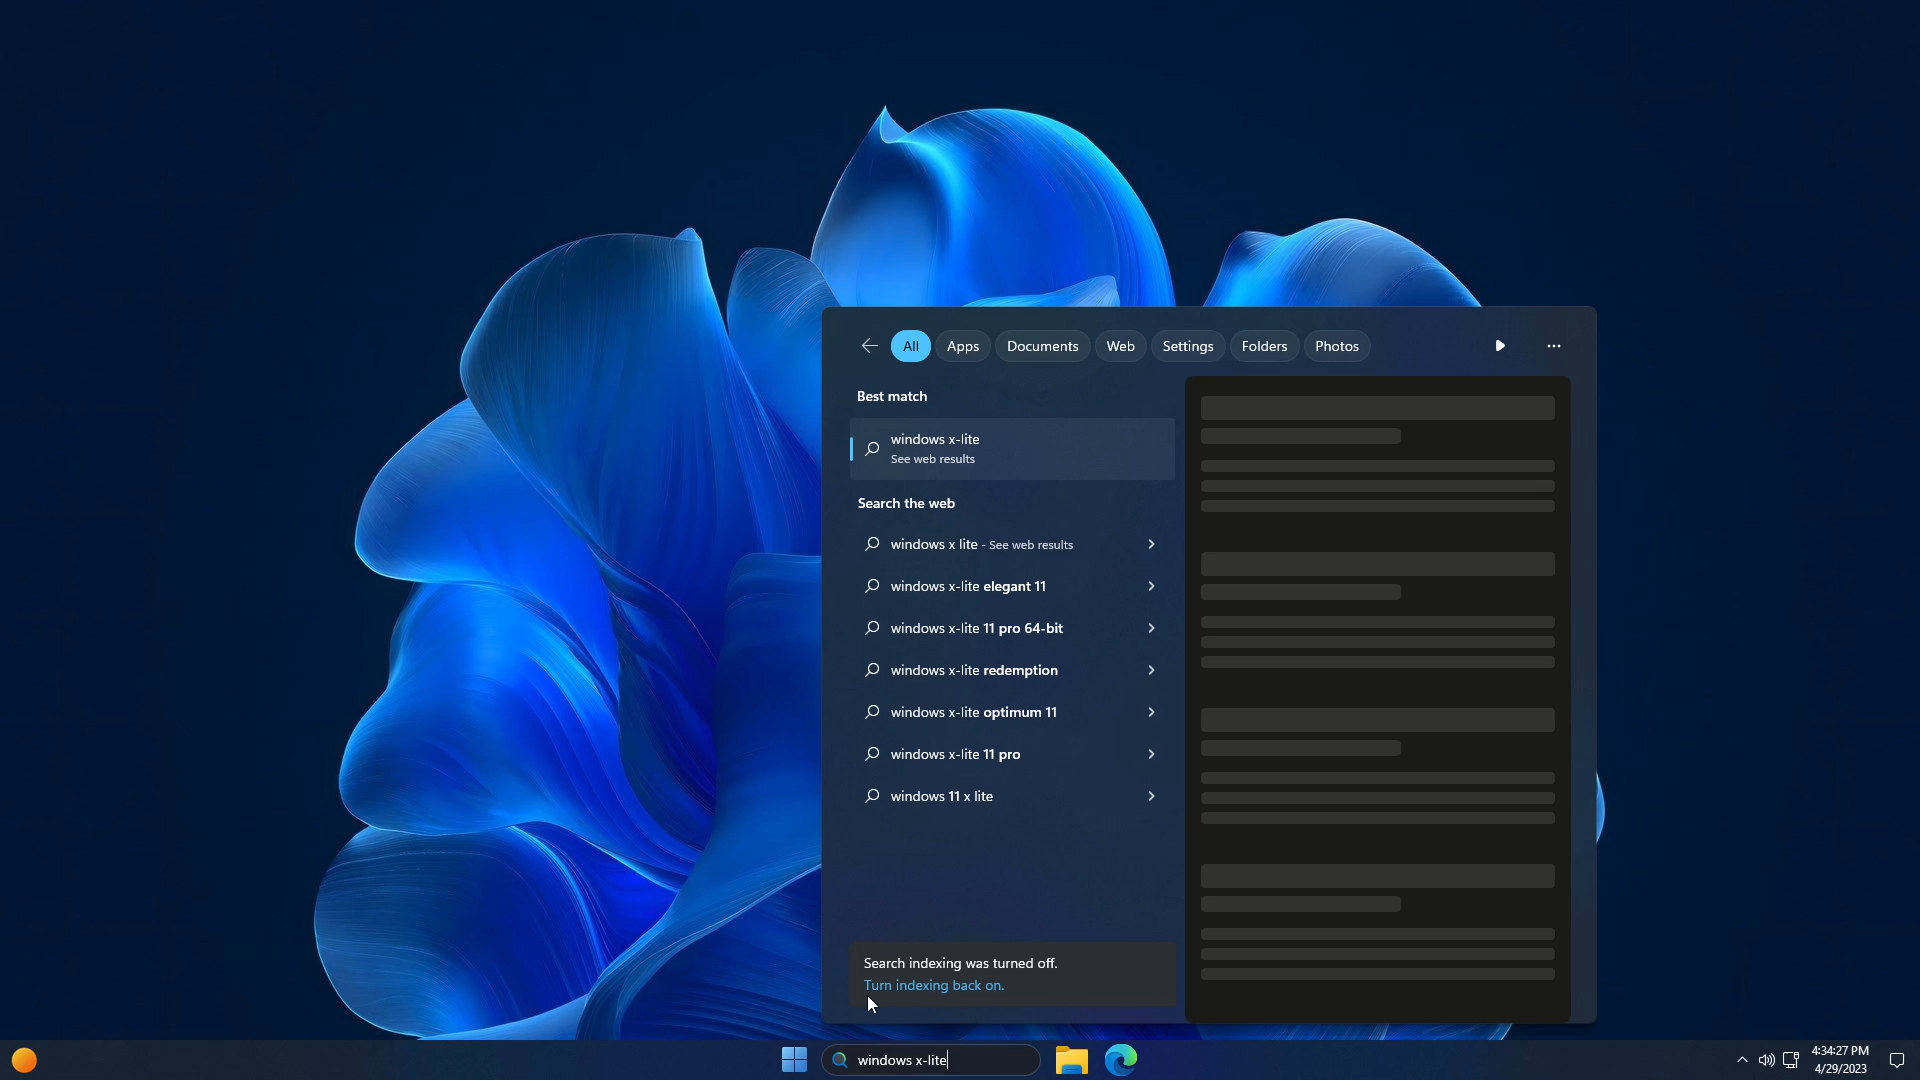 All
Apps
Documents
Web
Settings
Folders
Photos
Best match
windows x-lite
See web results
Search the web
windows x lite - See web results
windows x-lite elegant 11
windows x-lite 11 pro 64-bit
windows x-lite redemption
windows x-lite optimum 11
windows x-lite 11 pro
windows 11 x lite
Search indexing was turned off.
Turn indexing back on.
windows x-lite
4:34:27 PM
4/29/2023